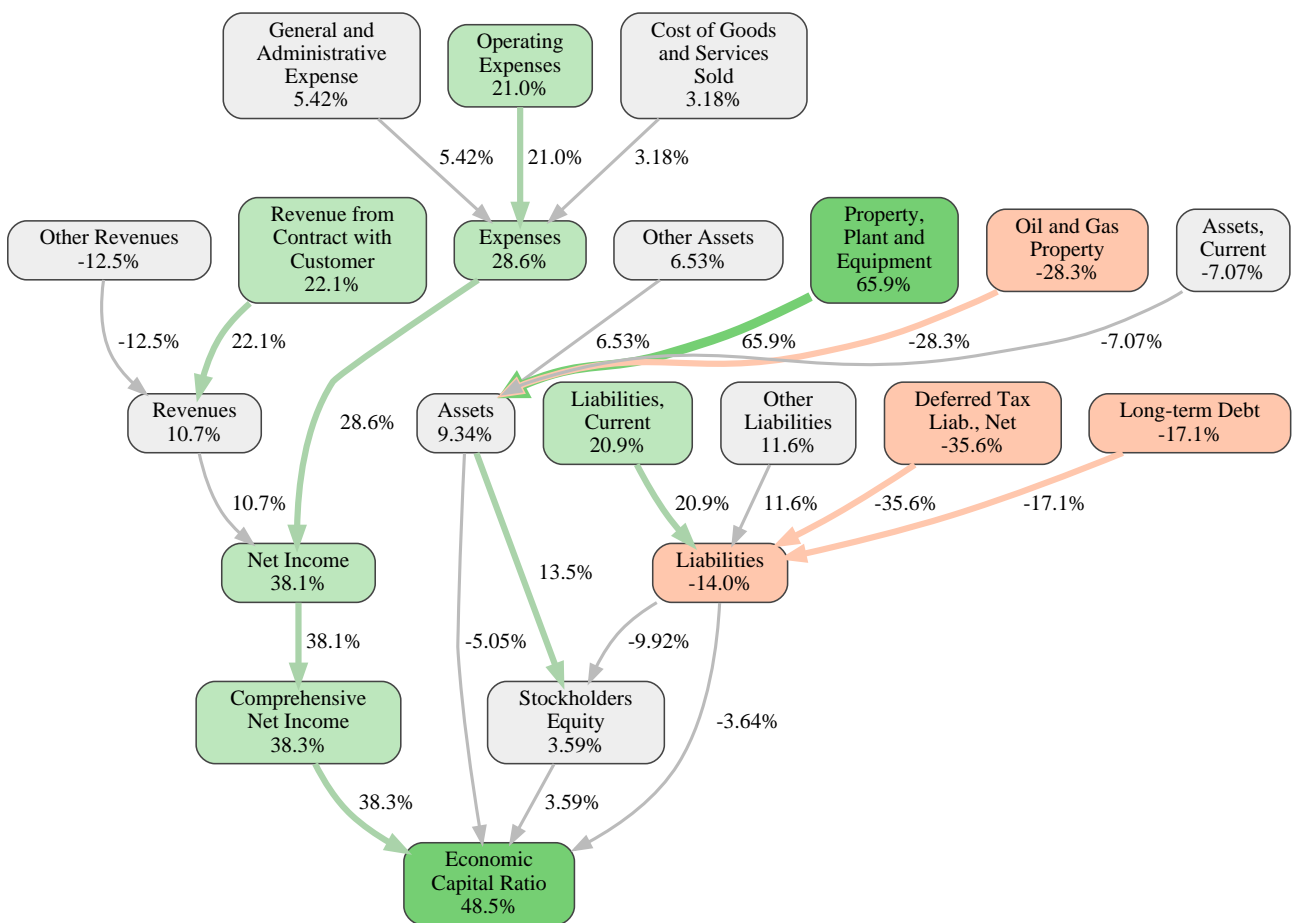 General and
Administrative
Expense
5.42%
Operating
Expenses
21.0%
Cost of Goods
and Services
Sold
3.18%
5.42%
21.0%
3.18%
Other Revenues
-12.5%
Revenue from
Contract with
Customer
22.1%
Expenses
28.6%
Other Assets
6.53%
Property,
Plant and
Equipment
65.9%
Oil and Gas
Property
-28.3%
Assets,
Current
-7.07%
-12.5%
22.1%
6.53%
65.9%
-28.3%
-7.07%
Revenues
10.7%
28.6%
Assets
9.34%
Liabilities,
Current
20.9%
Other
Liabilities
11.6%
Deferred Tax
Liab., Net
-35.6%
Long-term Debt
-17.1%
10.7%
20.9%
11.6%
-35.6%
-17.1%
Net Income
38.1%
13.5%
Liabilities
-14.0%
38.1%
-5.05%
-9.92%
Comprehensive
Net Income
38.3%
Stockholders
Equity
3.59%
-3.64%
38.3%
3.59%
Economic
Capital Ratio
48.5%